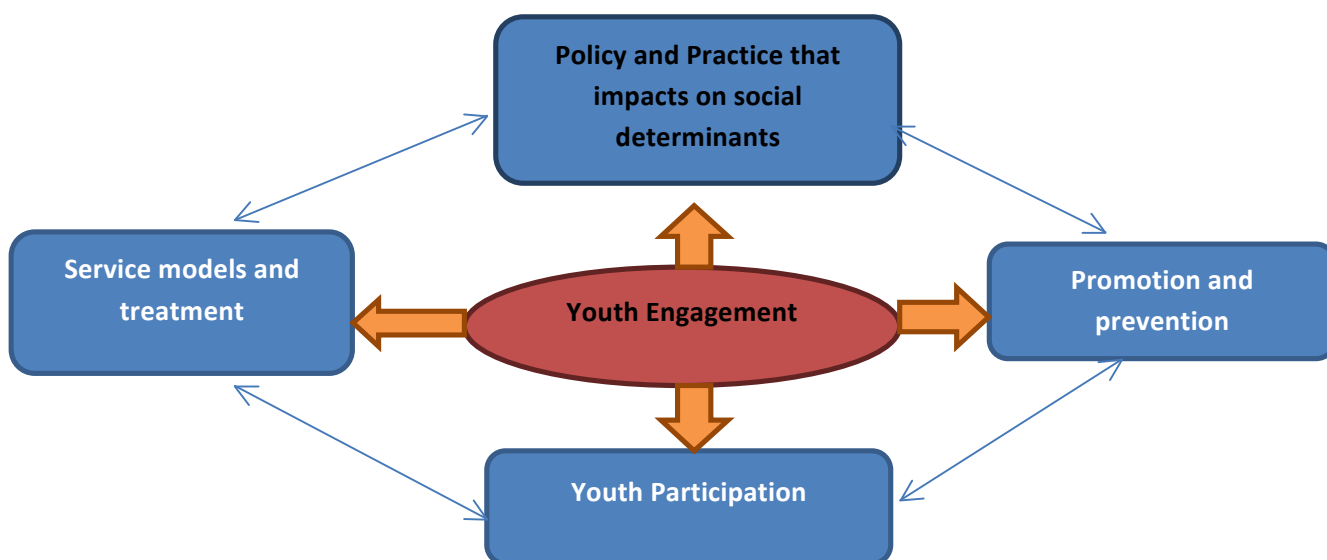 Policy and Practice that
impacts on social
determinants
Service models and
treatment
Youth Engagement
Promotion and
prevention
Youth Participation